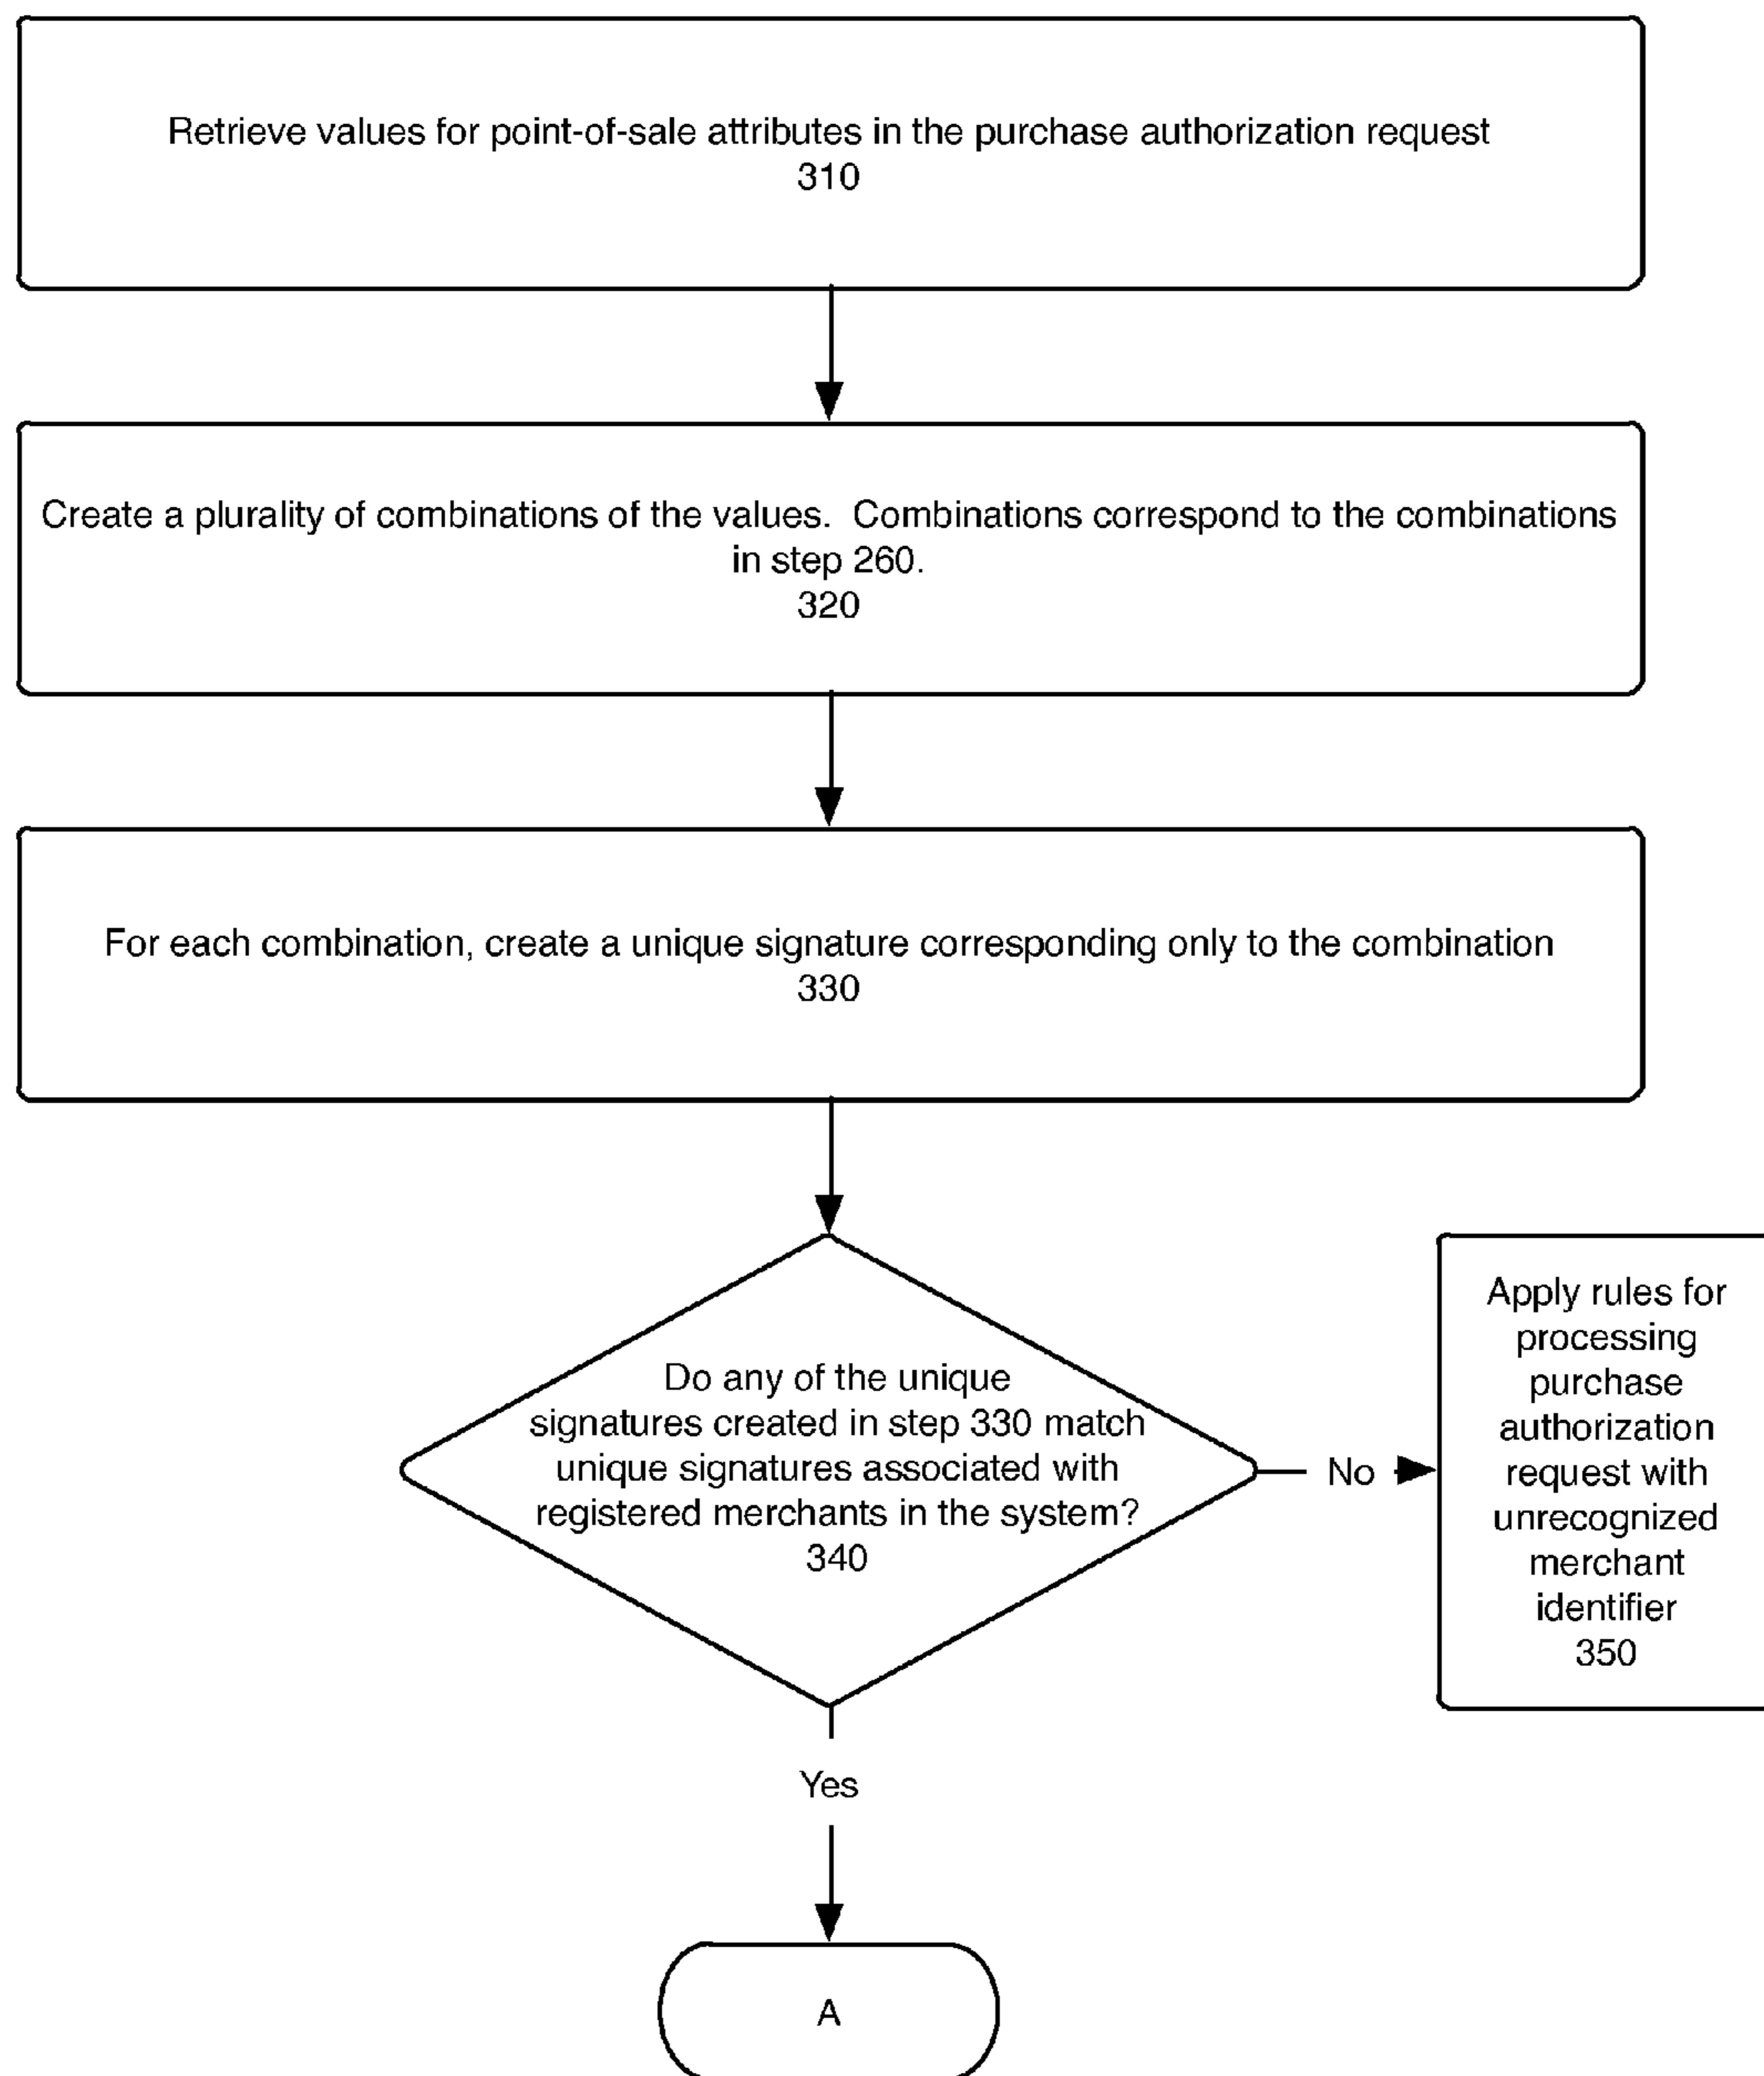 Retrieve values for point-of-sale attributes in the purchase authorization request
310
Create a plurality of combinations of the values.  Combinations correspond to the combinations
in step 260.
320
For each combination, create a unique signature corresponding only to the combination
330
Do any of the unique
signatures created in step 330 match
unique signatures associated with
registered merchants in the system?
340
No
Apply rules for
processing
purchase
authorization
request with
unrecognized
merchant
identifier
350
Yes
A